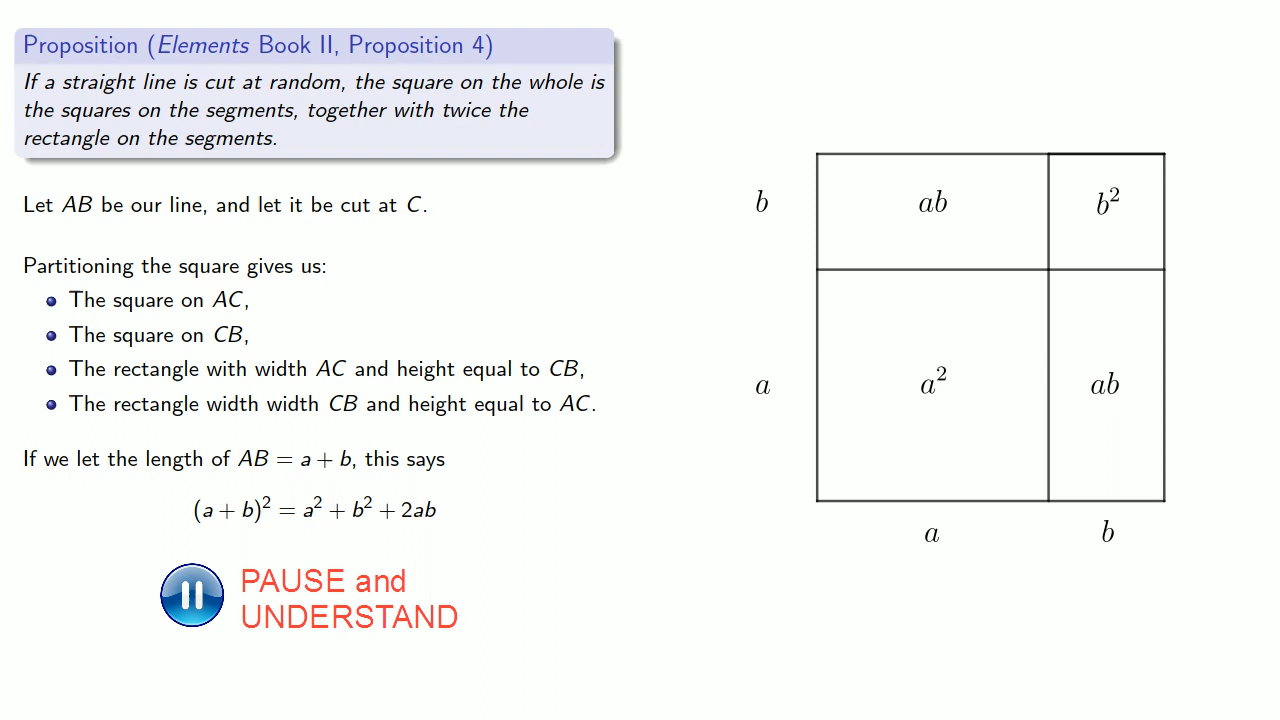 Proposition (Elements Book II, Proposition 4)
If a straight line is cut at random, the square on the whole is
the squares on the segments, together with twice the
rectangle on the segments.
Let AB be our line, and let it be cut at C.
Partitioning the square gives us:
The square on AC,
The square on CB,
The rectangle with width AC and height equal to CB,
The rectangle width width CB and height equal to AC.
If we let the length of AB = a + b, this says
(a + b)² = a² + b² + 2ab
PAUSE and
UNDERSTAND
b ab b²
a a² ab
a b